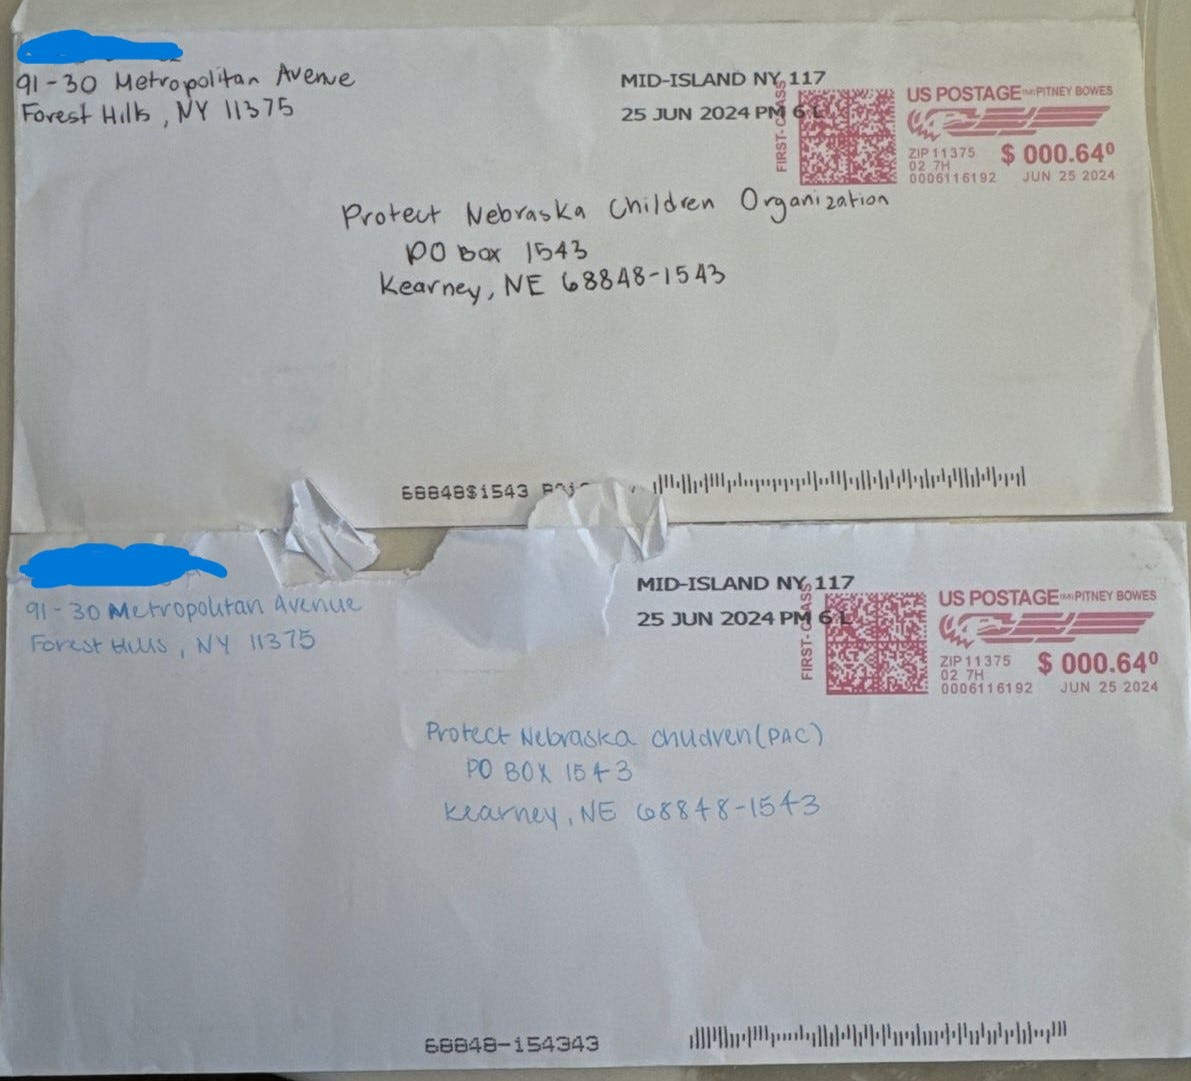 91-30 Metropolitan Avenue
Forest Hills, NY 11375
MID-ISLAND NY 117
25 JUN 2024 PM 6 L
FIRST-CLASS
US POSTAGE TM PITNEY BOWES
ZIP 11375
02 7H
0006116192
$ 000.64⁰
JUN 25 2024
Protect Nebraska Children Organization
PO Box 1543
Kearney, NE 68848-1543
68848$1543
91-30 Metropolitan Avenue
Forest Hills, NY 11375
MID-ISLAND NY 117
25 JUN 2024 PM 6 L
FIRST-CLASS
US POSTAGE TM PITNEY BOWES
ZIP 11375
02 7H
0006116192
$ 000.64⁰
JUN 25 2024
Protect Nebraska Children (PAC)
PO BOX 1543
Kearney, NE 68848-1543
68848-154343